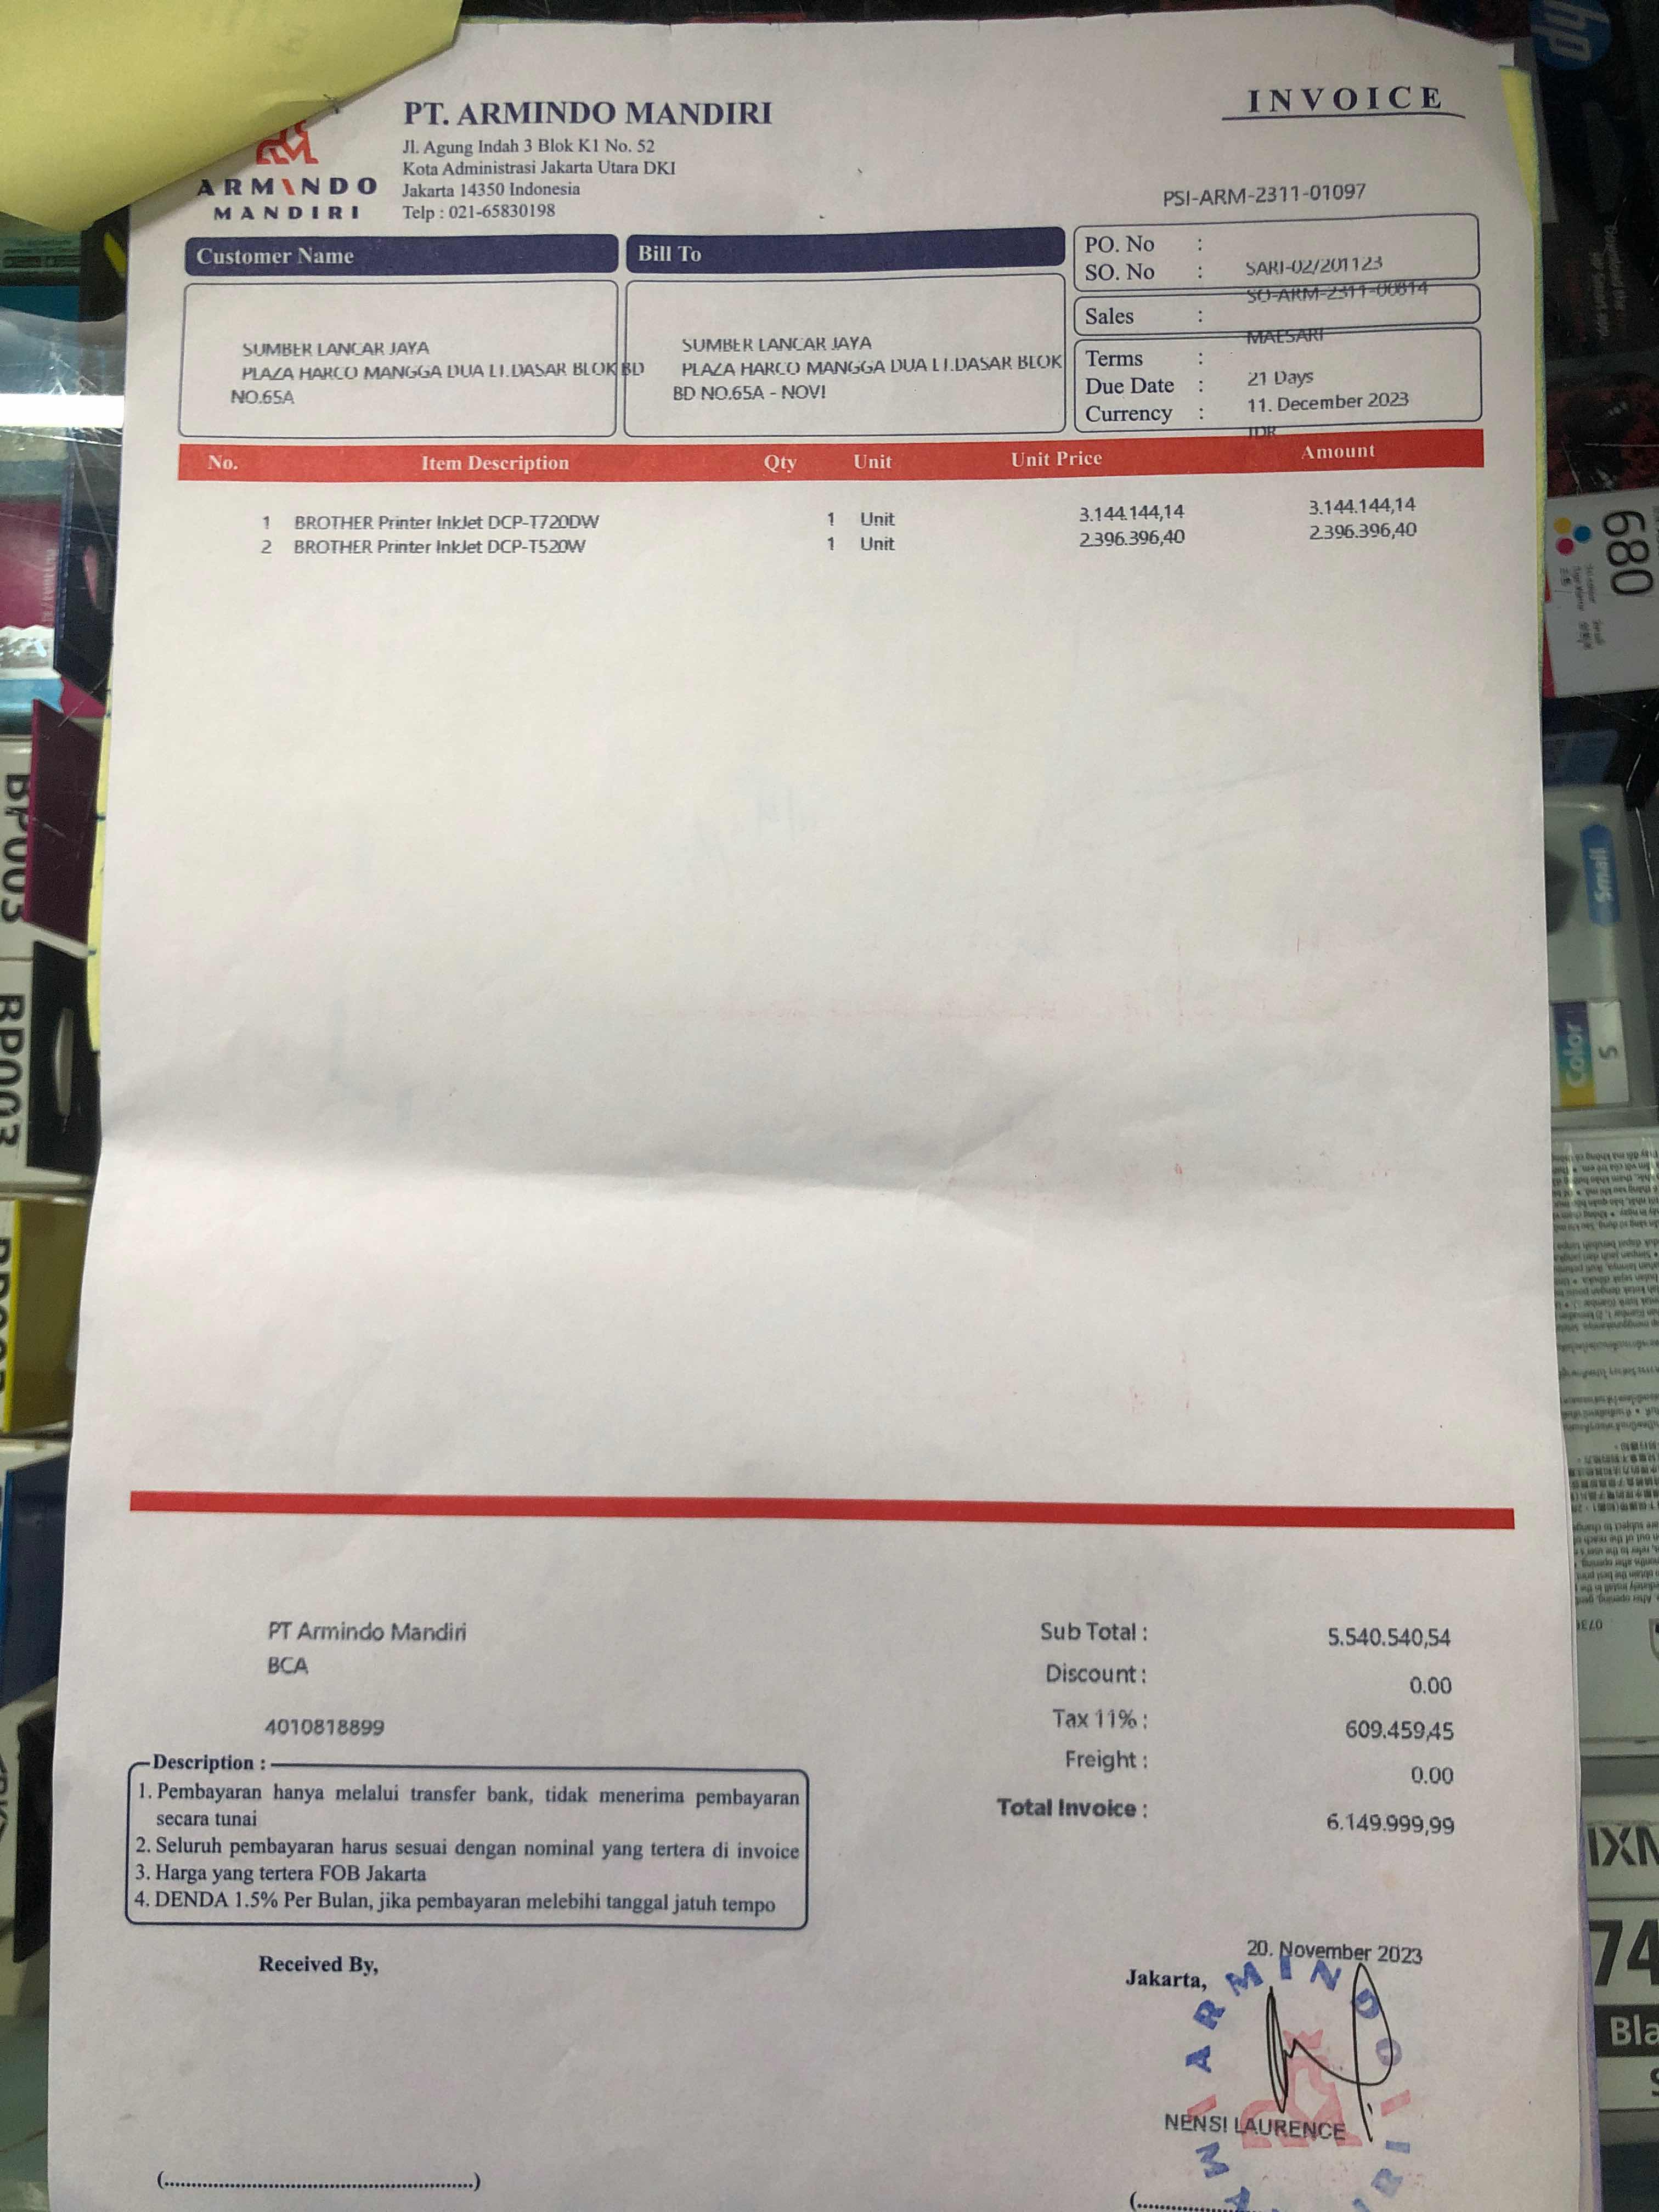 PT. ARMINDO MANDIRI
Jl. Agung Indah 3 Blok K1 No. 52
Kota Administrasi Jakarta Utara DKI
Jakarta 14350 Indonesia
Telp : 021-65830198
ARMINDO
MANDIRI
INVOICE
PSI-ARM-2311-01097
Customer Name
SUMBER LANCAR JAYA
PLAZA HARCO MANGGA DUA LT.DASAR BLOK BD
NO.65A
Bill To
SUMBER LANCAR JAYA
PLAZA HARCO MANGGA DUA LT.DASAR BLOK
BD NO.65A - NOVI
PO. No : SARI-02/201123
SO. No : SO-ARM-2311-00814
Sales : MAESARI
Terms : 21 Days
Due Date : 11. December 2023
Currency : IDR
No. Item Description Qty Unit Unit Price Amount
1 BROTHER Printer InkJet DCP-T720DW 1 Unit 3.144.144,14 3.144.144,14
2 BROTHER Printer InkJet DCP-T520W 1 Unit 2.396.396,40 2.396.396,40
PT Armindo Mandiri
BCA
4010818899
Sub Total : 5.540.540,54
Discount : 0.00
Tax 11% : 609.459,45
Freight : 0.00
Total Invoice : 6.149.999,99
Description :
1. Pembayaran hanya melalui transfer bank, tidak menerima pembayaran
secara tunai
2. Seluruh pembayaran harus sesuai dengan nominal yang tertera di invoice
3. Harga yang tertera FOB Jakarta
4. DENDA 1.5% Per Bulan, jika pembayaran melebihi tanggal jatuh tempo
Received By,
20. November 2023
Jakarta,
ARMINDO
NENSI LAURENCE
hp
680
Small
Color
S
BP003
BP003
74
Bla